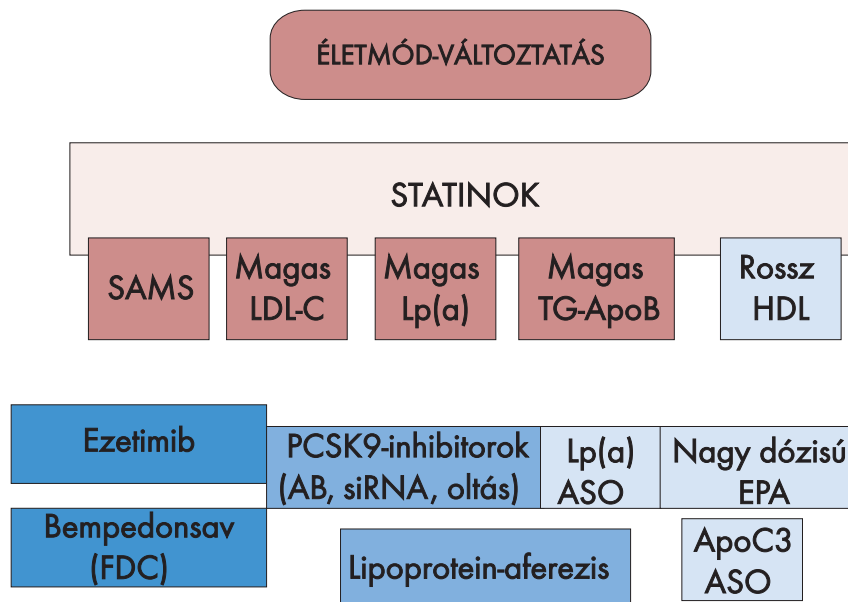 ÉLETMÓD-VÁLTOZTATÁS
STATINOK
SAMS
Magas
LDL-C
Magas
Lp(a)
Magas
TG-ApoB
Rossz
HDL
Ezetimib
PCSK9-inhibitorok
(AB, siRNA, oltás)
Lp(a)
ASO
Nagy dózisú
EPA
Bempedonsav
(FDC)
Lipoprotein-aferezis
ApoC3
ASO